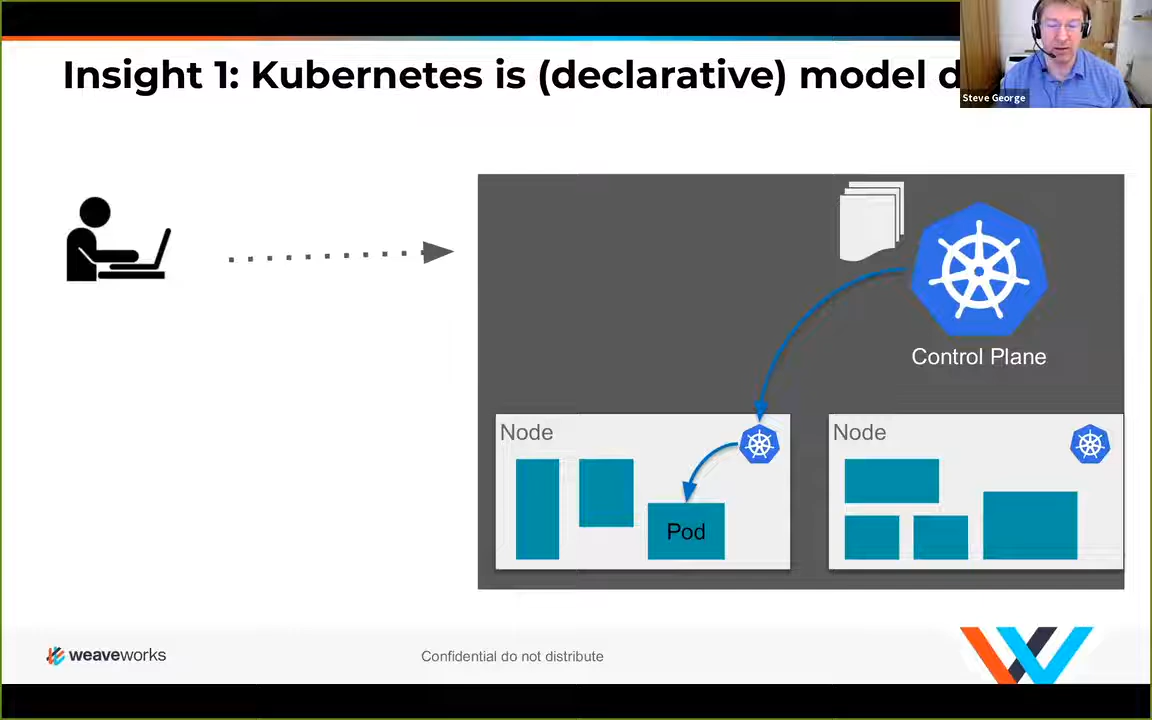 Insight 1: Kubernetes is (declarative) model d
Steve George
Control Plane
Node
Node
Pod
weaveworks
Confidential do not distribute